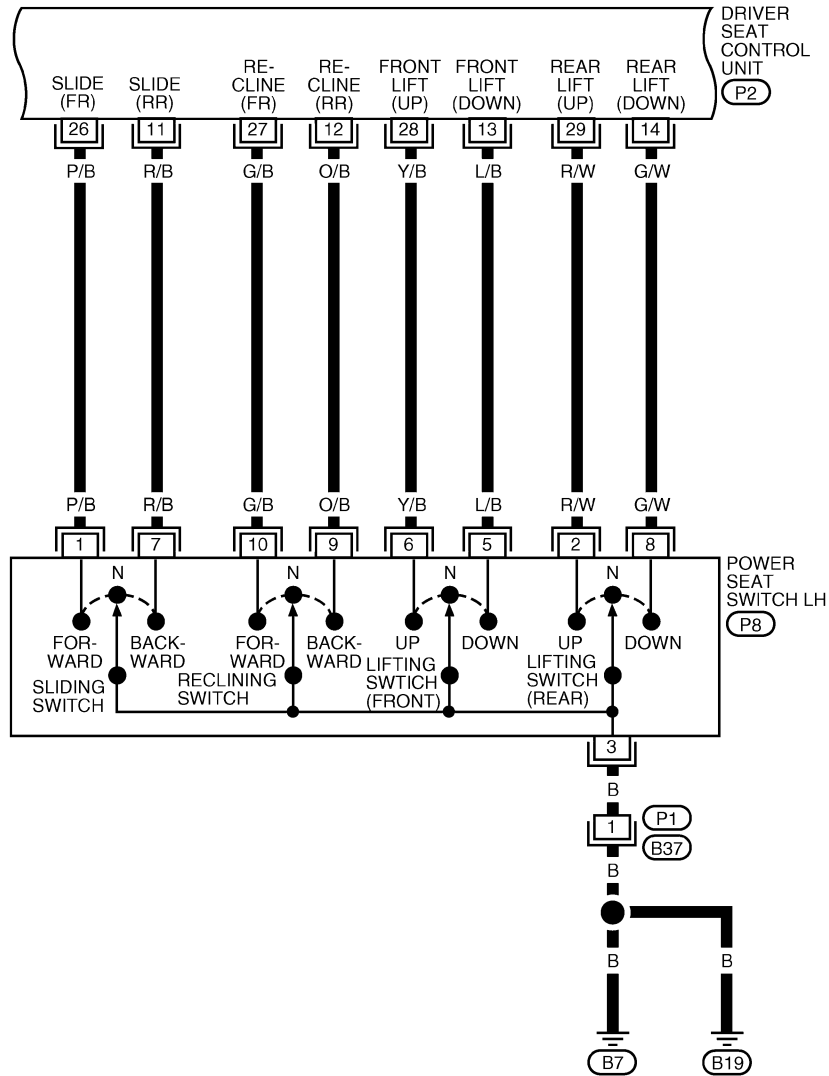 DRIVER
SEAT
CONTROL
UNIT
P2
SLIDE
(FR)
SLIDE
(RR)
RE-
CLINE
(FR)
RE-
CLINE
(RR)
FRONT
LIFT
(UP)
FRONT
LIFT
(DOWN)
REAR
LIFT
(UP)
REAR
LIFT
(DOWN)
26 11 27 12 28 13 29 14
P/B R/B G/B O/B Y/B L/B R/W G/W
P/B R/B G/B O/B Y/B L/B R/W G/W
1 7 10 9 6 5 2 8
POWER
SEAT
SWITCH LH
P8
N N N N
FOR-
WARD
BACK-
WARD
SLIDING
SWITCH
FOR-
WARD
BACK-
WARD
RECLINING
SWITCH
UP DOWN
LIFTING
SWTICH
(FRONT)
UP DOWN
LIFTING
SWITCH
(REAR)
3
B
1
P1
B37
B
B B
B7 B19